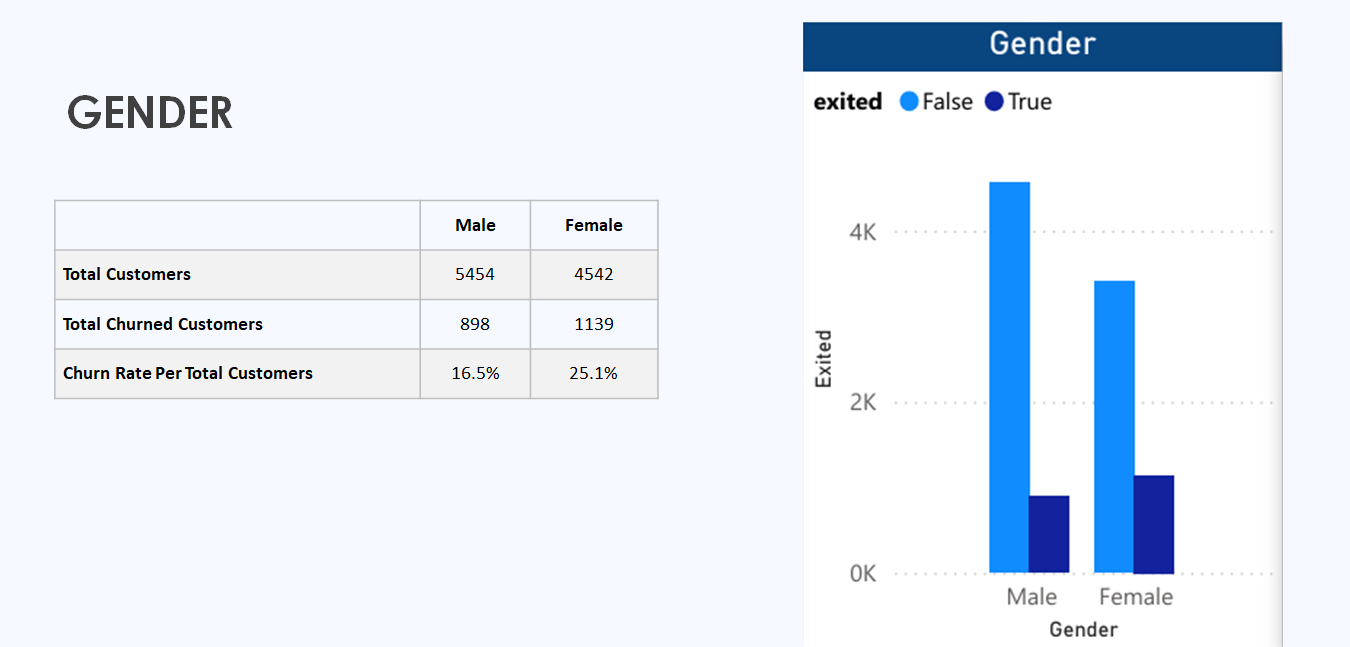 GENDER
Male Female
Total Customers 5454 4542
Total Churned Customers 898 1139
Churn Rate Per Total Customers 16.5% 25.1%
Gender
exited False True
4K
2K
0K
Exited
Male Female
Gender